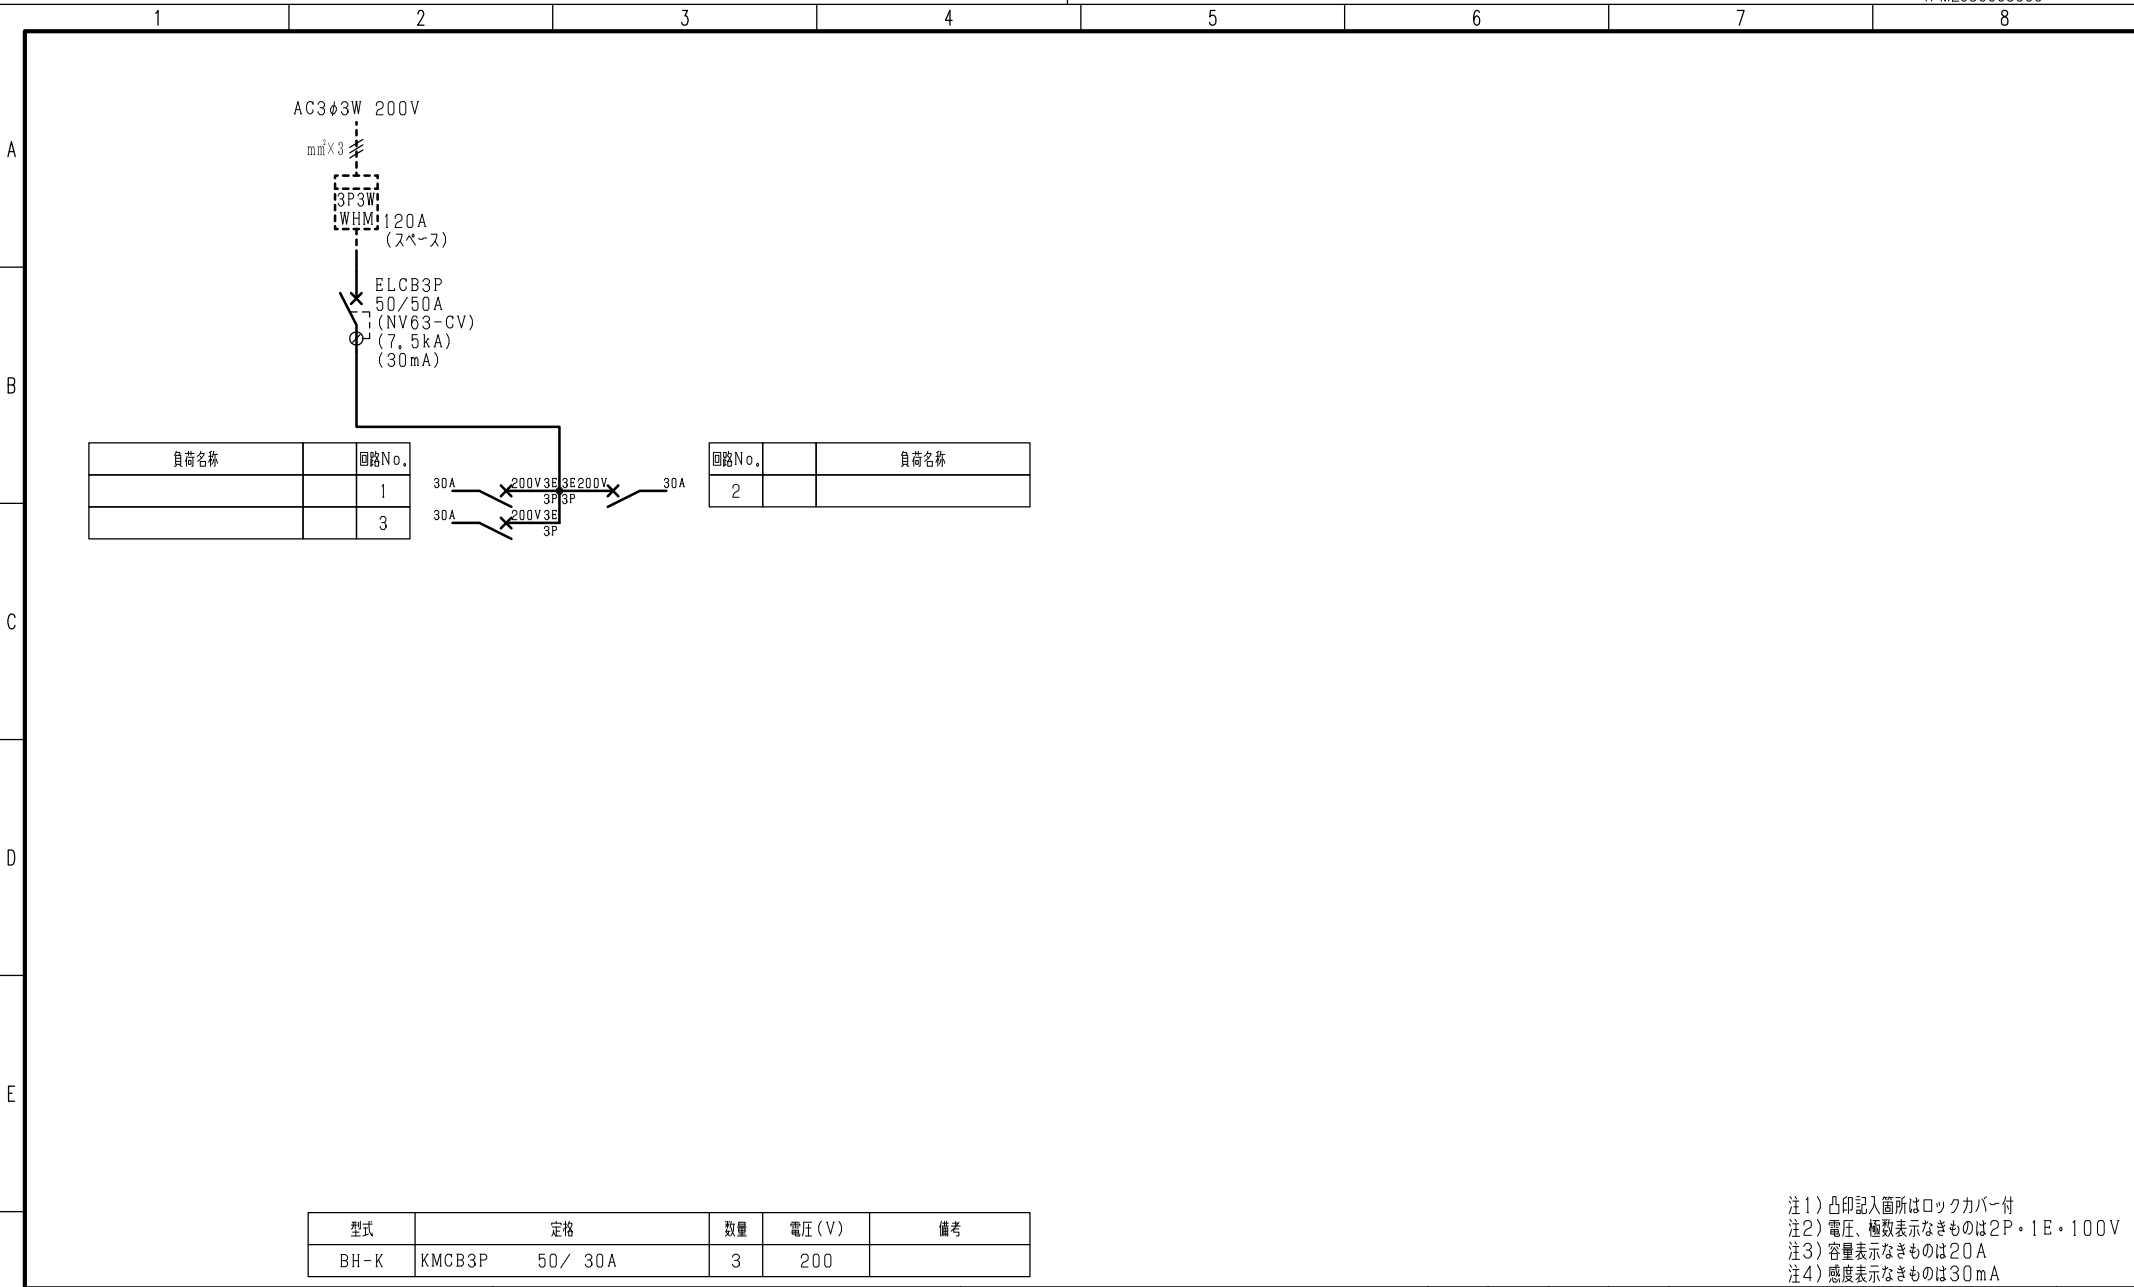 1 2 3 4 5 6 7 8
AC3φ3W 200V
A
mm²×3
3P3W
WHM
120A
(スペース)
ELCB3P
50/50A
(NV63-CV)
(7.5kA)
(30mA)
B
負荷名称 回路No. 回路No. 負荷名称
1 30A 200V 3E 3E 200V 30A 2
3P 3P
3 30A 200V 3E
3P
C
D
E
型式 定格 数量 電圧(V) 備考
BH-K KMCB3P 50/ 30A 3 200
注1)凸印記入箇所はロックカバー付
注2)電圧、極数表示なきものは2P・1E・100V
注3)容量表示なきものは20A
注4)感度表示なきものは30mA